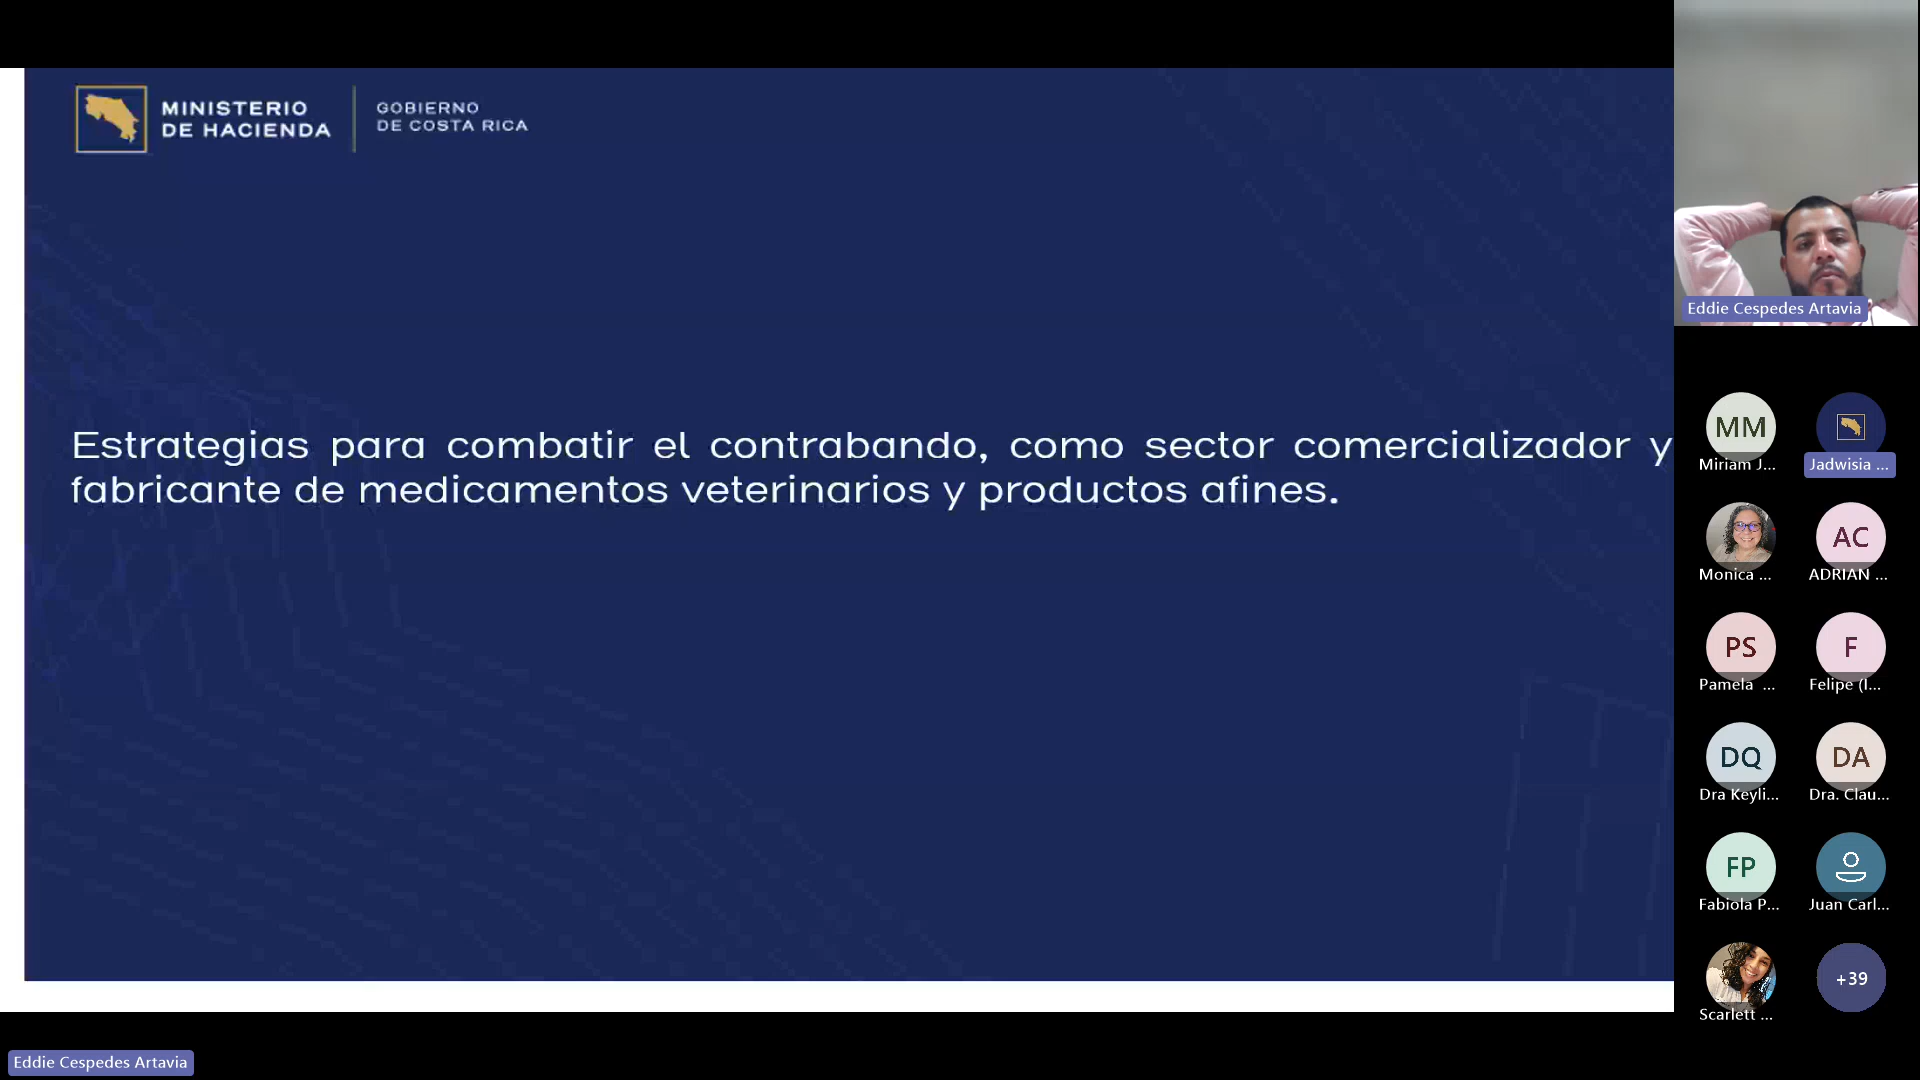 MINISTERIO
DE HACIENDA
GOBIERNO
DE COSTA RICA
Estrategias para combatir el contrabando, como sector comercializador y
fabricante de medicamentos veterinarios y productos afines.
Eddie Cespedes Artavia
MM
Miriam J...
Jadwisia ...
Monica ...
AC
ADRIAN ...
PS
Pamela ...
F
Felipe (I...
DQ
Dra Keyli...
DA
Dra. Clau...
FP
Fabiola P...
Juan Carl...
Scarlett ...
+39
Eddie Cespedes Artavia